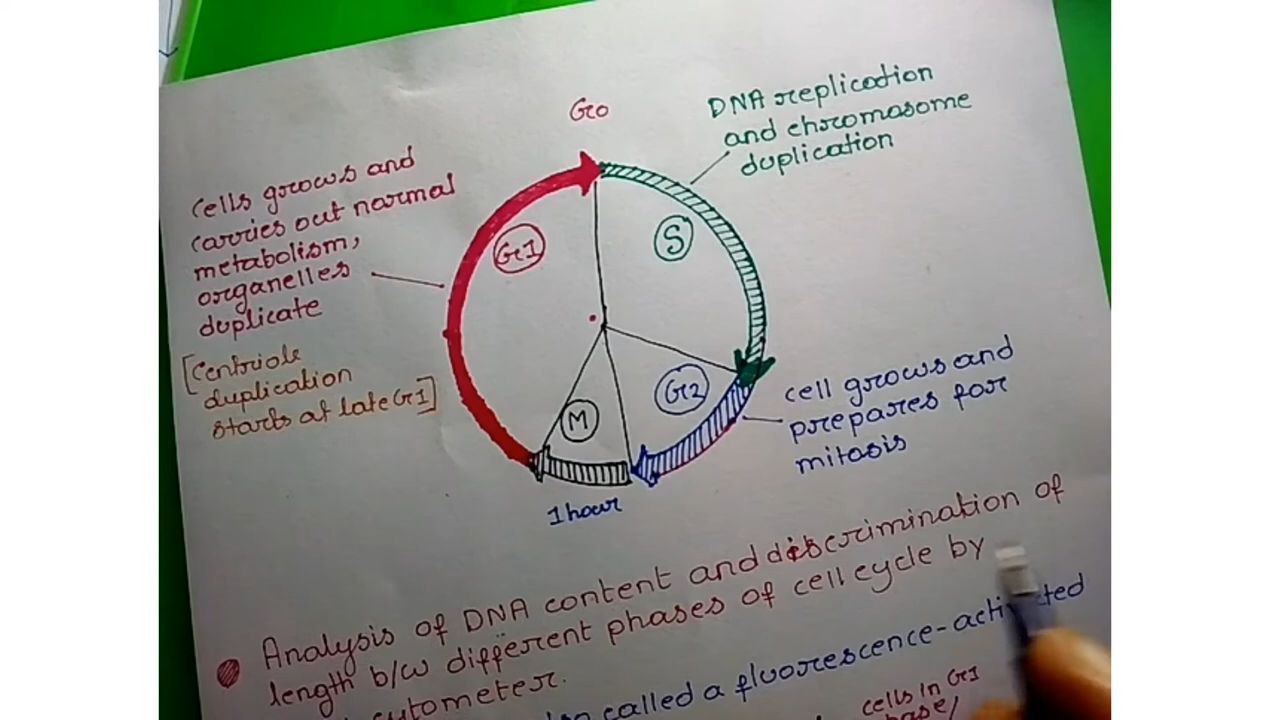 G0
DNA replication
and chromosome
duplication
cells grows and
carries out normal
metabolism,
organelles
duplicate
[centriole
duplication
starts at late G1]
G1
S
G2
M
cell grows and
prepares for
mitosis
1 hour
Analysis of DNA content and discrimination of
length b/w different phases of cell cycle by
cytometer.
called a fluorescence-activated
cells in G1